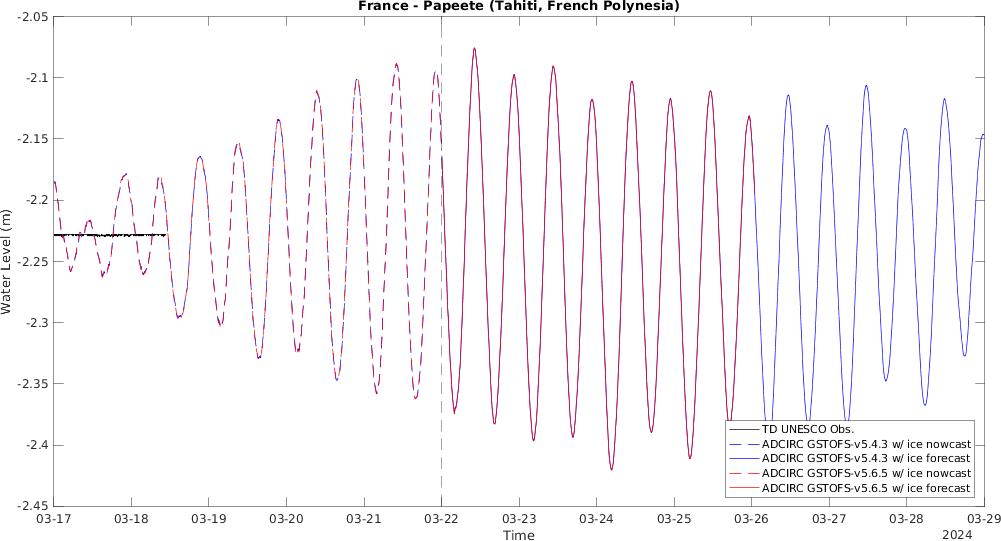 France - Papeete (Tahiti, French Polynesia)
Water Level (m)
-2.05
-2.1
-2.15
-2.2
-2.25
-2.3
-2.35
-2.4
-2.45
TD UNESCO Obs.
ADCIRC GSTOFS-v5.4.3 w/ ice nowcast
ADCIRC GSTOFS-v5.4.3 w/ ice forecast
ADCIRC GSTOFS-v5.6.5 w/ ice nowcast
ADCIRC GSTOFS-v5.6.5 w/ ice forecast
03-17 03-18 03-19 03-20 03-21 03-22 03-23 03-24 03-25 03-26 03-27 03-28 03-29
Time
2024